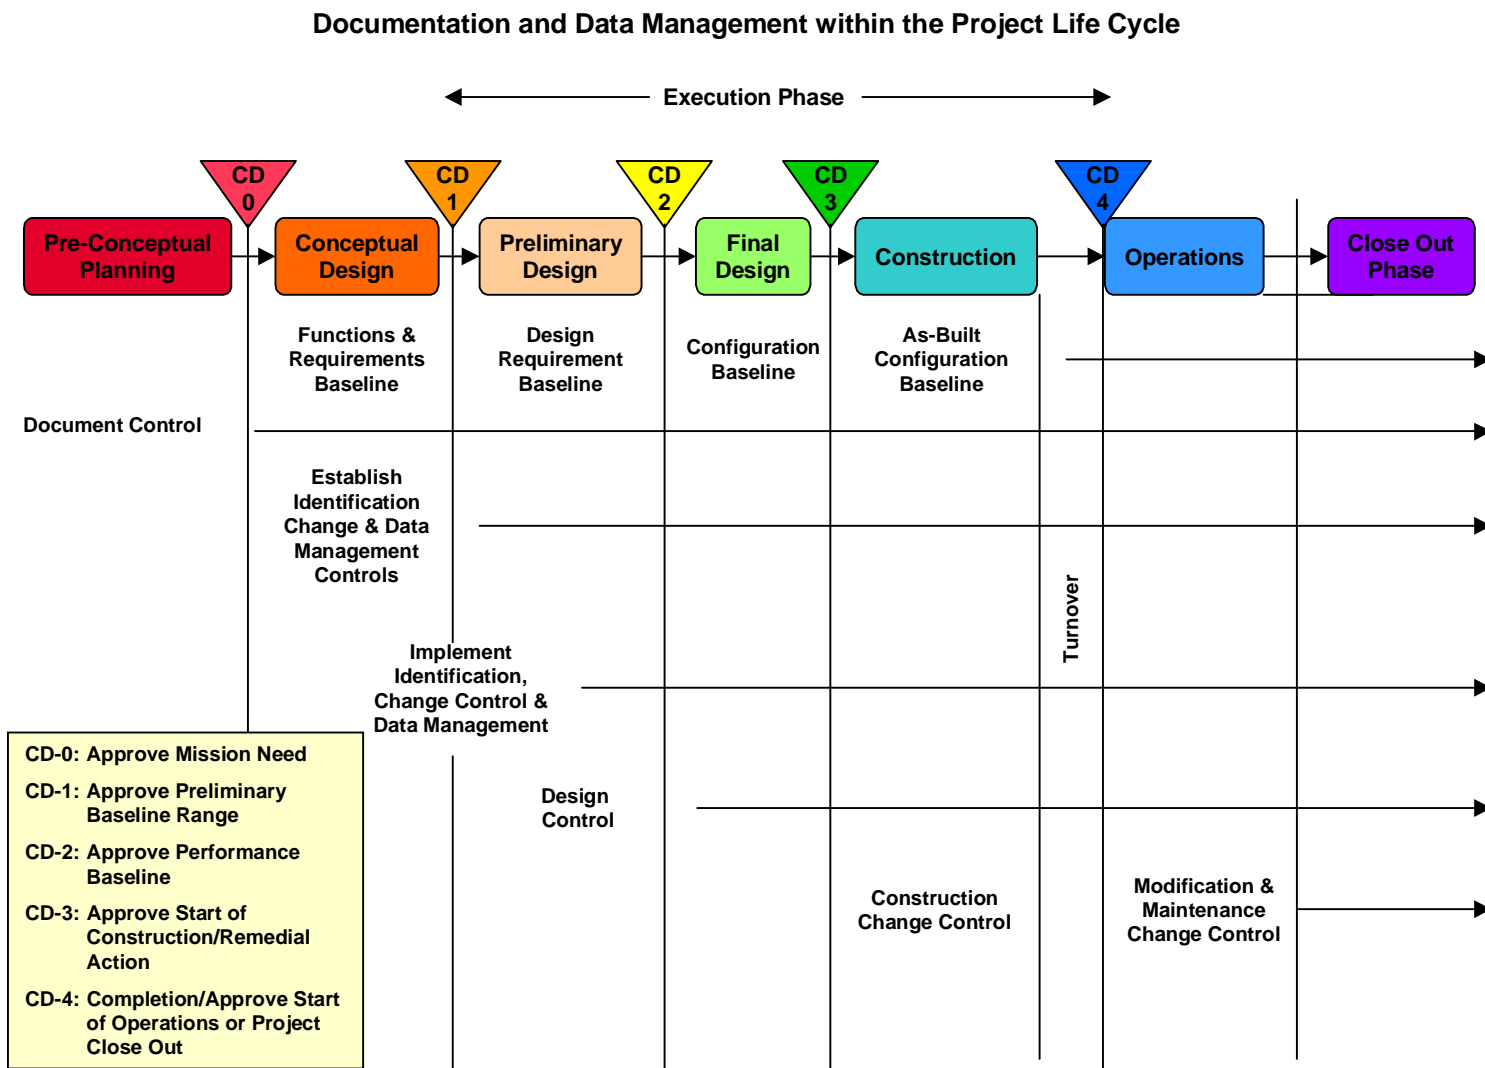 Documentation and Data Management within the Project Life Cycle
Execution Phase
CD
0
CD
1
CD
2
CD
3
CD
4
Pre-Conceptual
Planning
Conceptual
Design
Preliminary
Design
Final
Design
Construction
Operations
Close Out
Phase
Functions &
Requirements
Baseline
Design
Requirement
Baseline
Configuration
Baseline
As-Built
Configuration
Baseline
Document Control
Establish
Identification
Change & Data
Management
Controls
Turnover
Implement
Identification,
Change Control &
Data Management
Design
Control
Construction
Change Control
Modification &
Maintenance
Change Control
CD-0: Approve Mission Need
CD-1: Approve Preliminary
Baseline Range
CD-2: Approve Performance
Baseline
CD-3: Approve Start of
Construction/Remedial
Action
CD-4: Completion/Approve Start
of Operations or Project
Close Out